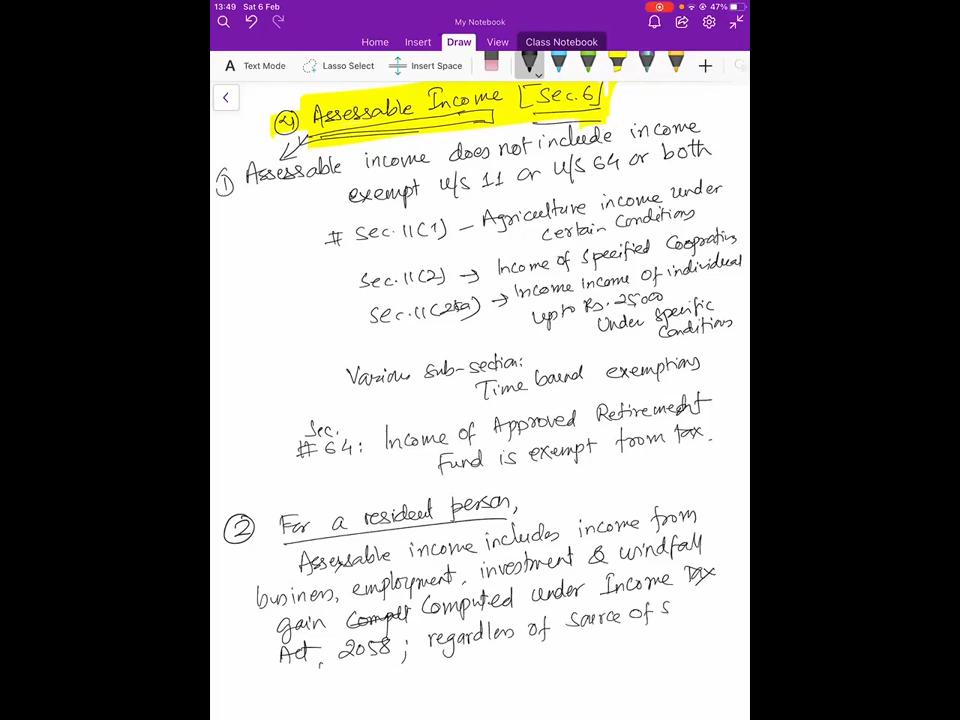 13:49 Sat 6 Feb
47%
My Notebook
Home Insert Draw View Class Notebook
A Text Mode Lasso Select Insert Space
2) Assessable Income [Sec. 6]
1) Assessable income does not include income
exempt u/s 11 or u/s 64 or both
# Sec. 11(1) – Agriculture income under
certain Conditions
Sec. 11(2) → Income of Specified Cooprative
Sec. 11 → Income income of individual
upto Rs. 25,000
Under specific
Conditions
Various sub-section:
Time bound exemptions
Sec.
# 64: Income of Approved Retirement
Fund is exempt from tax.
2 For a resident person,
Assessable income includes income from
business, employment, investment & windfall
gain Computed under Income Tax
Act, 2058; regardless of source of s